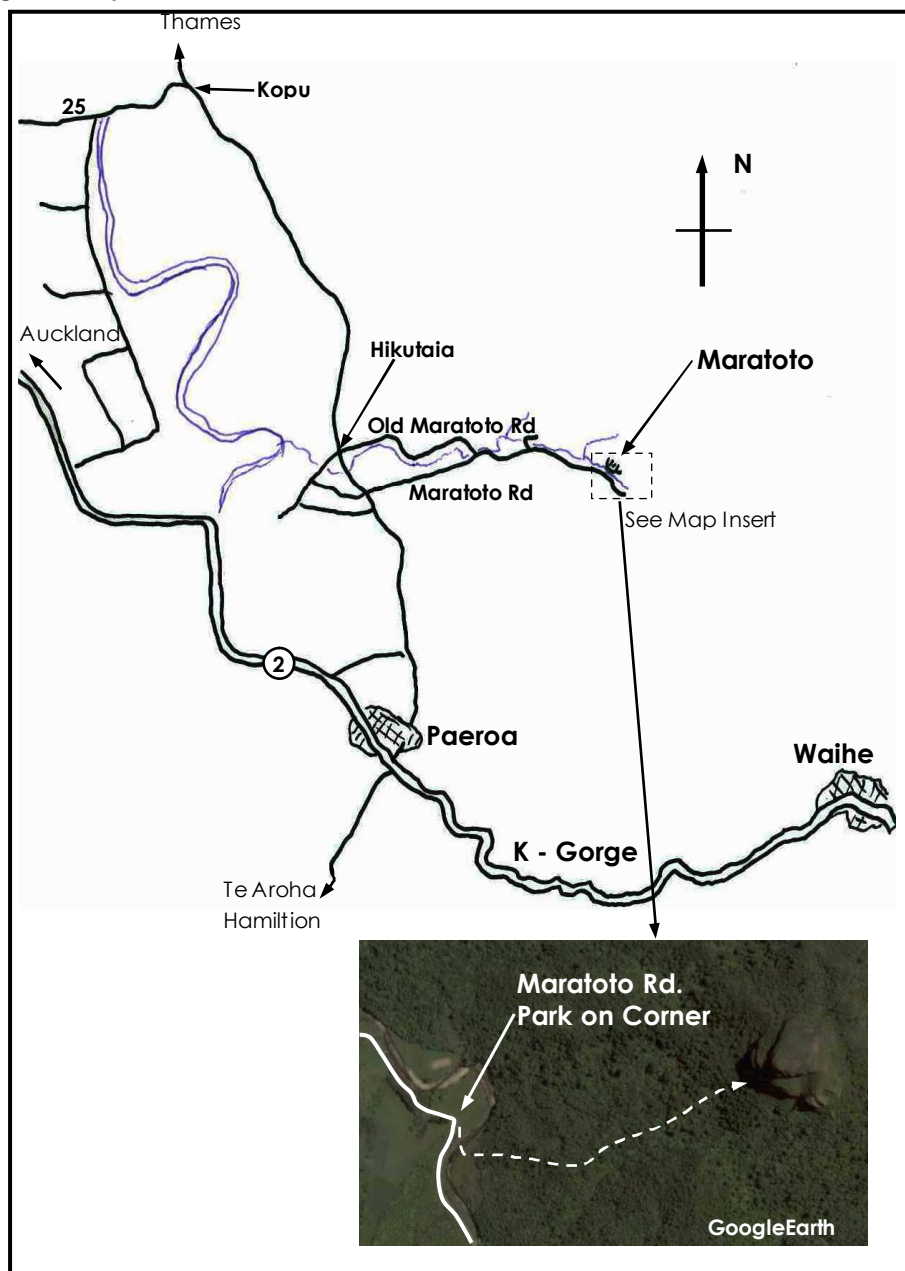 Thames
Kopu
25
N
Auckland
Hikutaia
Maratoto
Old Maratoto Rd
Maratoto Rd
See Map Insert
2
Paeroa
Waihe
K - Gorge
Te Aroha
Hamiltion
Maratoto Rd.
Park on Corner
GoogleEarth